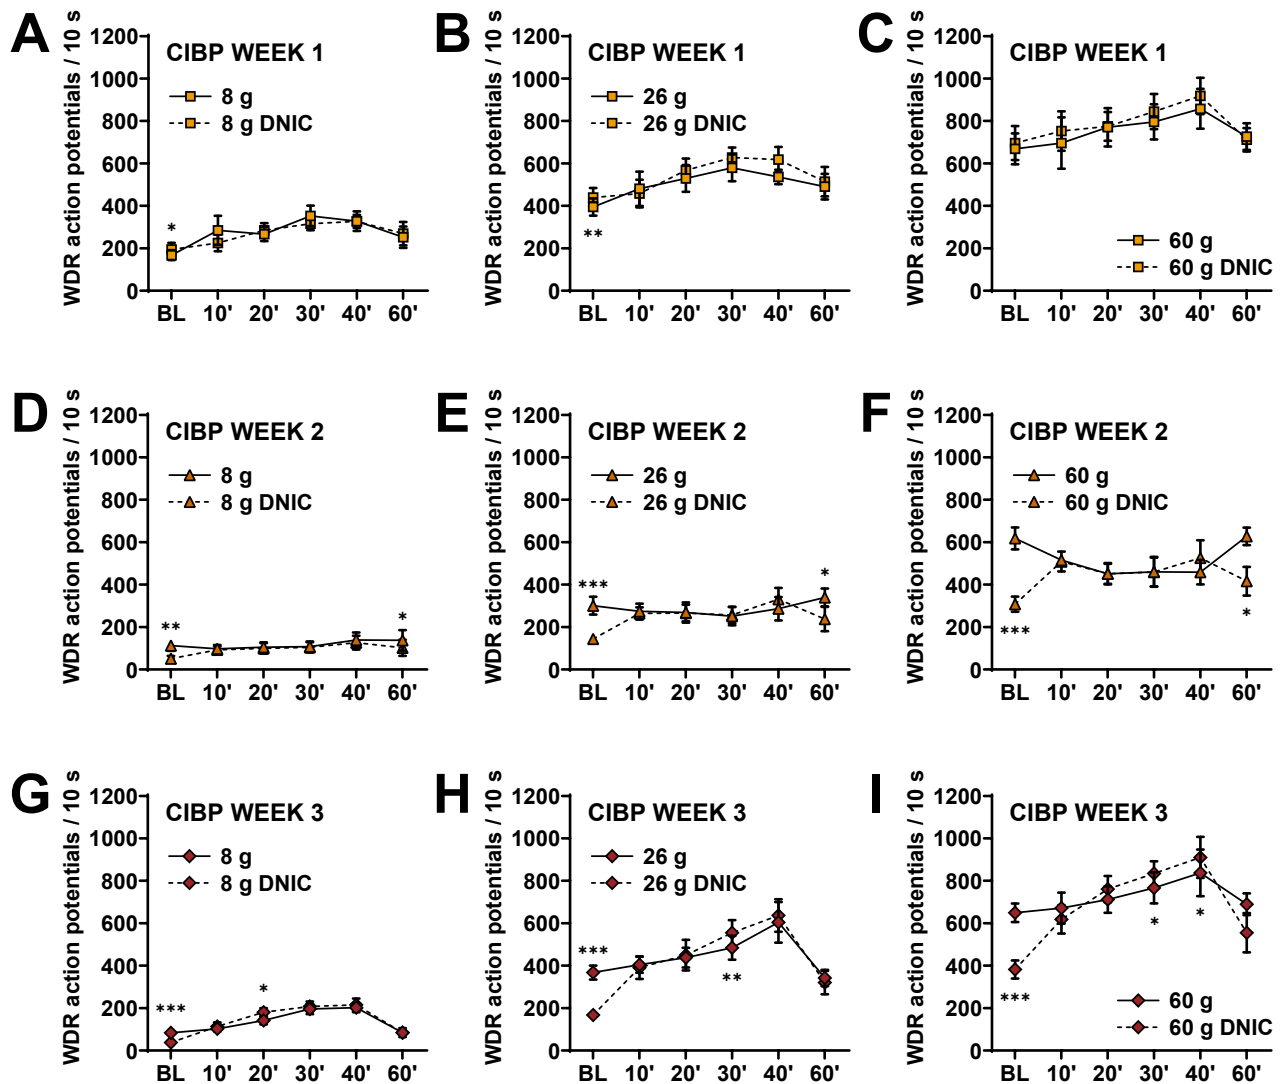 A
WDR action potentials / 10 s
CIBP WEEK 1
8 g
8 g DNIC
1200
1000
800
600
400
200
0
*
BL 10' 20' 30' 40' 60'
B
WDR action potentials / 10 s
CIBP WEEK 1
26 g
26 g DNIC
1200
1000
800
600
400
200
0
**
BL 10' 20' 30' 40' 60'
C
WDR action potentials / 10 s
CIBP WEEK 1
1200
1000
800
600
400
200
0
60 g
60 g DNIC
BL 10' 20' 30' 40' 60'
D
WDR action potentials / 10 s
CIBP WEEK 2
8 g
8 g DNIC
1200
1000
800
600
400
200
0
** *
BL 10' 20' 30' 40' 60'
E
WDR action potentials / 10 s
CIBP WEEK 2
26 g
26 g DNIC
1200
1000
800
600
400
200
0
*** *
BL 10' 20' 30' 40' 60'
F
WDR action potentials / 10 s
CIBP WEEK 2
60 g
60 g DNIC
1200
1000
800
600
400
200
0
*** *
BL 10' 20' 30' 40' 60'
G
WDR action potentials / 10 s
CIBP WEEK 3
8 g
8 g DNIC
1200
1000
800
600
400
200
0
*** *
BL 10' 20' 30' 40' 60'
H
WDR action potentials / 10 s
CIBP WEEK 3
26 g
26 g DNIC
1200
1000
800
600
400
200
0
*** **
BL 10' 20' 30' 40' 60'
I
WDR action potentials / 10 s
CIBP WEEK 3
1200
1000
800
600
400
200
0
*** * *
60 g
60 g DNIC
BL 10' 20' 30' 40' 60'